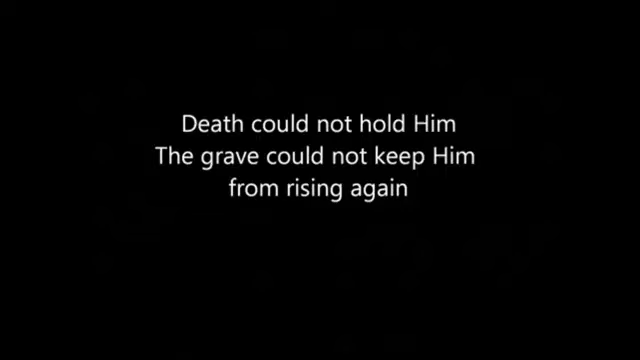 Death could not hold Him
The grave could not keep Him
from rising again